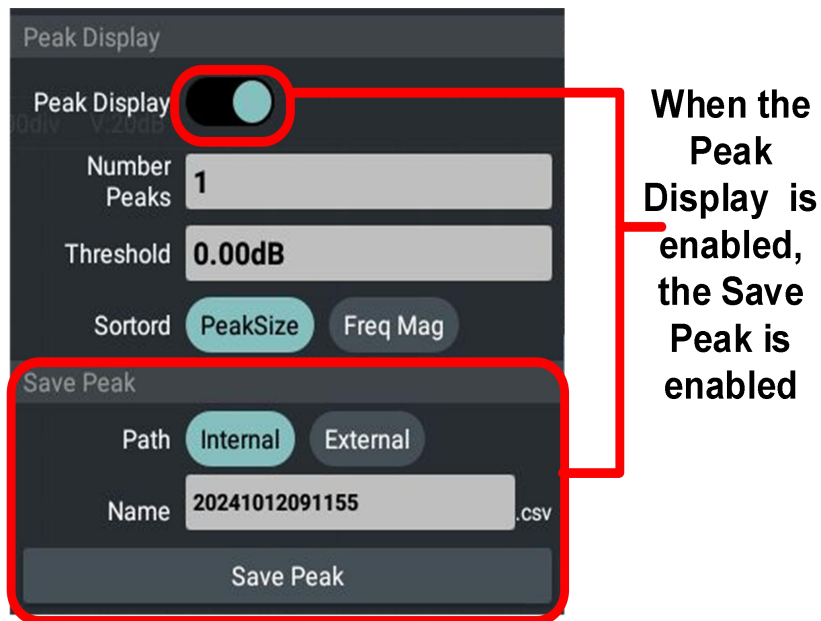 Peak Display
Peak Display
V:20dB
Number
Peaks
1
Threshold
0.00dB
Sortord
PeakSize
Freq Mag
Save Peak
Path
Internal
External
Name
20241012091155
.csv
Save Peak
When the
Peak
Display is
enabled,
the Save
Peak is
enabled